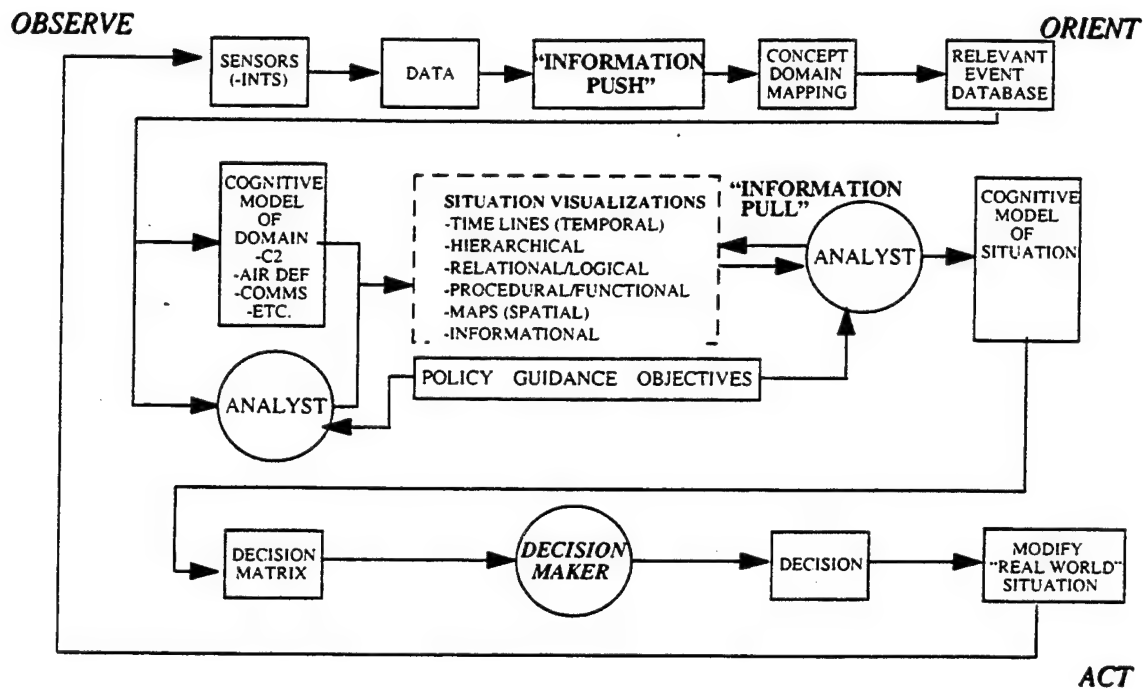 OBSERVE
ORIENT
SENSORS
(-INTS)
DATA
“INFORMATION
PUSH”
CONCEPT
DOMAIN
MAPPING
RELEVANT
EVENT
DATABASE
COGNITIVE
MODEL
OF
DOMAIN
-C2
-AIR DEF
-COMMS
-ETC.
SITUATION VISUALIZATIONS
-TIME LINES (TEMPORAL)
-HIERARCHICAL
-RELATIONAL/LOGICAL
-PROCEDURAL/FUNCTIONAL
-MAPS (SPATIAL)
-INFORMATIONAL
“INFORMATION
PULL”
ANALYST
COGNITIVE
MODEL
OF
SITUATION
POLICY GUIDANCE OBJECTIVES
ANALYST
DECISION
MATRIX
DECISION
MAKER
DECISION
MODIFY
“REAL WORLD”
SITUATION
ACT